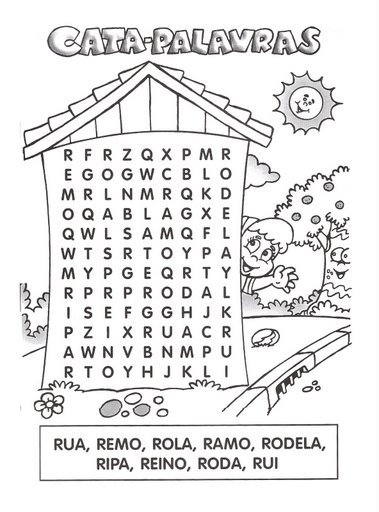 CATA-PALAVRAS
R F R Z Q X P M R
E G O G W C B L O
M R L N M R Q K D
O Q A B L A G X E
Q W L S A M Q F L
W T S R T O Y P A
M Y P G E Q R T Y
R P R P R O D A L
I S E F G G H J K
P Z I X R U A C R
A W N V B N M P U
R T O Y H J K L I
RUA, REMO, ROLA, RAMO, RODELA,
RIPA, REINO, RODA, RUI